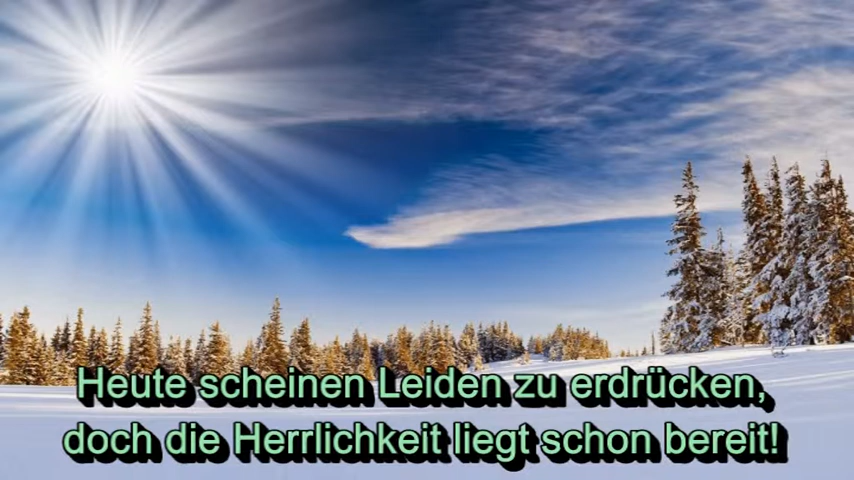 Heute scheinen Leiden zu erdrücken,
doch die Herrlichkeit liegt schon bereit!